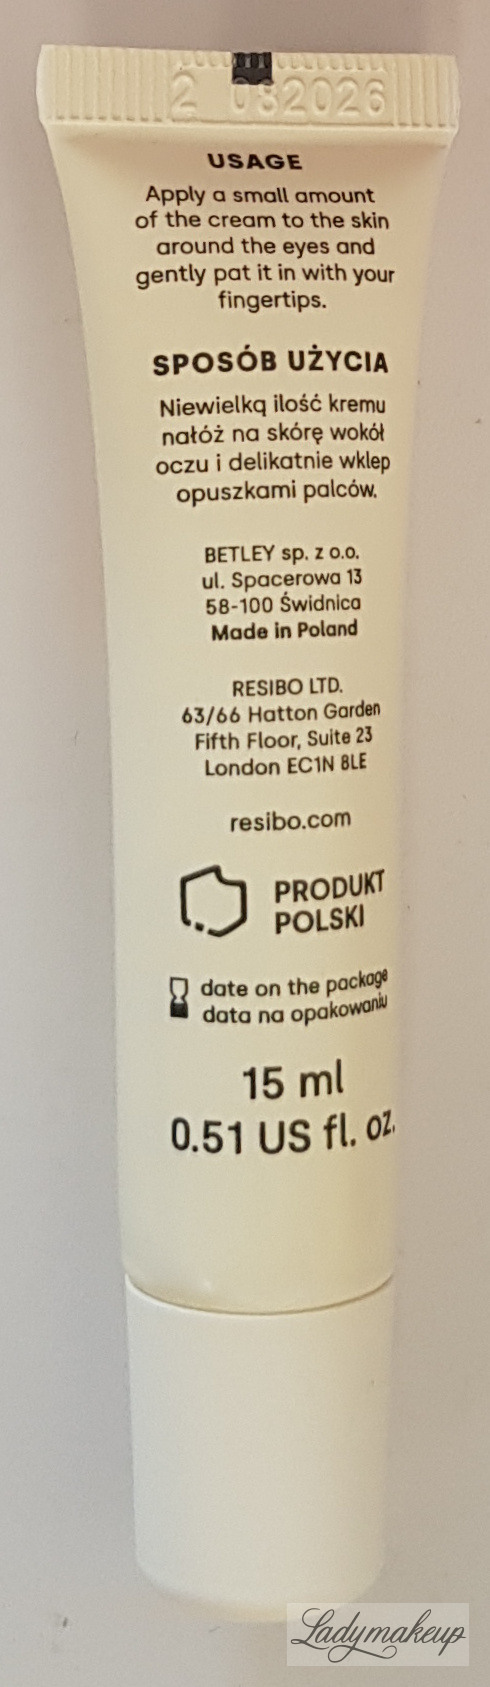 2 082026
USAGE
Apply a small amount
of the cream to the skin
around the eyes and
gently pat it in with your
fingertips.
SPOSÓB UŻYCIA
Niewielką ilość kremu
nałóż na skórę wokół
oczu i delikatnie wklep
opuszkami palców.
BETLEY sp. z o.o.
ul. Spacerowa 13
58-100 Świdnica
Made in Poland
RESIBO LTD.
63/66 Hatton Garden
Fifth Floor, Suite 23
London EC1N 8LE
resibo.com
PRODUKT
POLSKI
date on the package
data na opakowaniu
15 ml
0.51 US fl. oz.
Ladymakeup